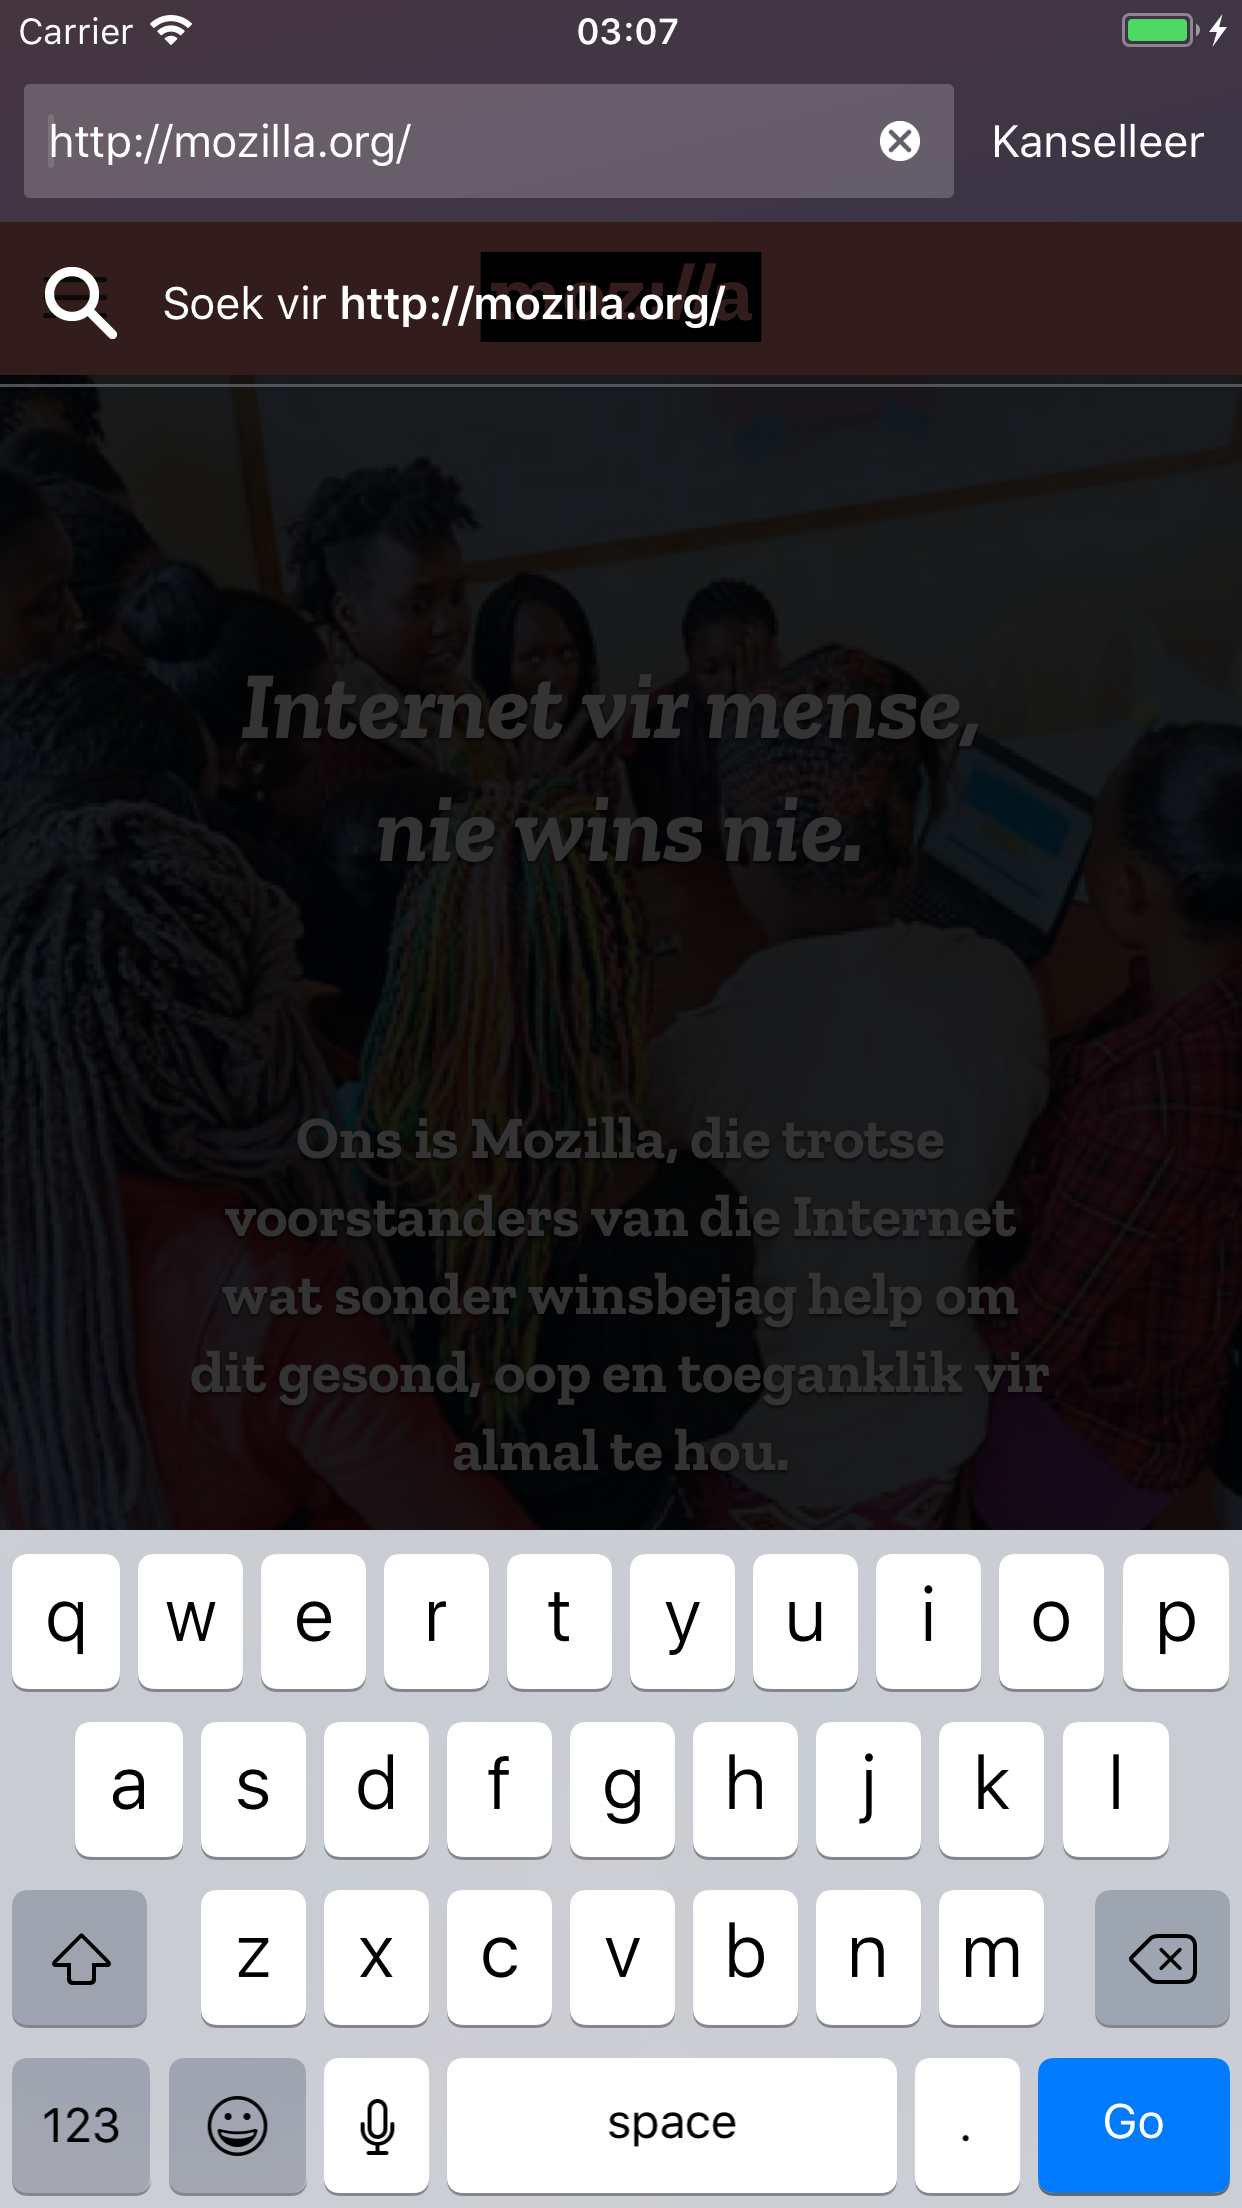 Carrier 03:07
http://mozilla.org/ Kanselleer
Soek vir http://mozilla.org/
mozilla
Internet vir mense,
nie wins nie.
Ons is Mozilla, die trotse
voorstanders van die Internet
wat sonder winsbejag help om
dit gesond, oop en toeganklik vir
almal te hou.
q w e r t y u i o p
a s d f g h j k l
z x c v b n m
123 space . Go